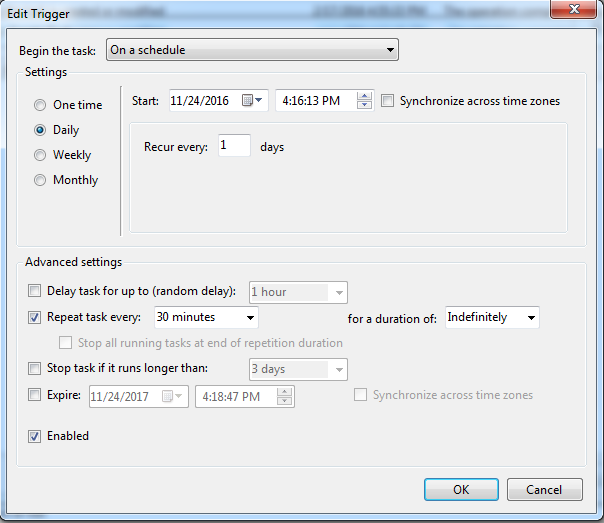 Edit Trigger
Begin the task: On a schedule
Settings
One time
Daily
Weekly
Monthly
Start: 11/24/2016 4:16:13 PM Synchronize across time zones
Recur every: 1 days
Advanced settings
Delay task for up to (random delay): 1 hour
Repeat task every: 30 minutes for a duration of: Indefinitely
Stop all running tasks at end of repetition duration
Stop task if it runs longer than: 3 days
Expire: 11/24/2017 4:18:47 PM Synchronize across time zones
Enabled
OK Cancel